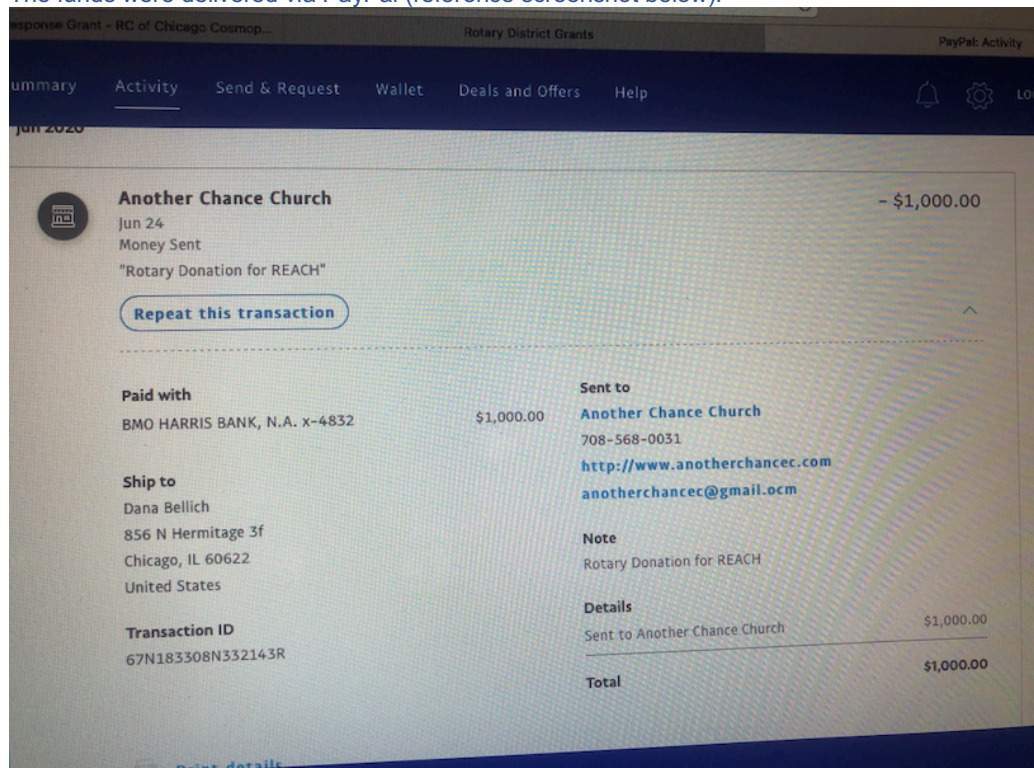 The funds were delivered via PayPal (reference screenshot below).
esponse Grant - RC of Chicago Cosmop...
Rotary District Grants
PayPal: Activity
ummary Activity Send & Request Wallet Deals and Offers Help LO
Jun 2020
Another Chance Church - $1,000.00
Jun 24
Money Sent
"Rotary Donation for REACH"
Repeat this transaction
Paid with
BMO HARRIS BANK, N.A. x-4832 $1,000.00
Ship to
Dana Bellich
856 N Hermitage 3f
Chicago, IL 60622
United States
Transaction ID
67N183308N332143R
Sent to
Another Chance Church
708-568-0031
http://www.anotherchancec.com
anotherchancec@gmail.ocm
Note
Rotary Donation for REACH
Details
Sent to Another Chance Church $1,000.00
Total $1,000.00
Print details